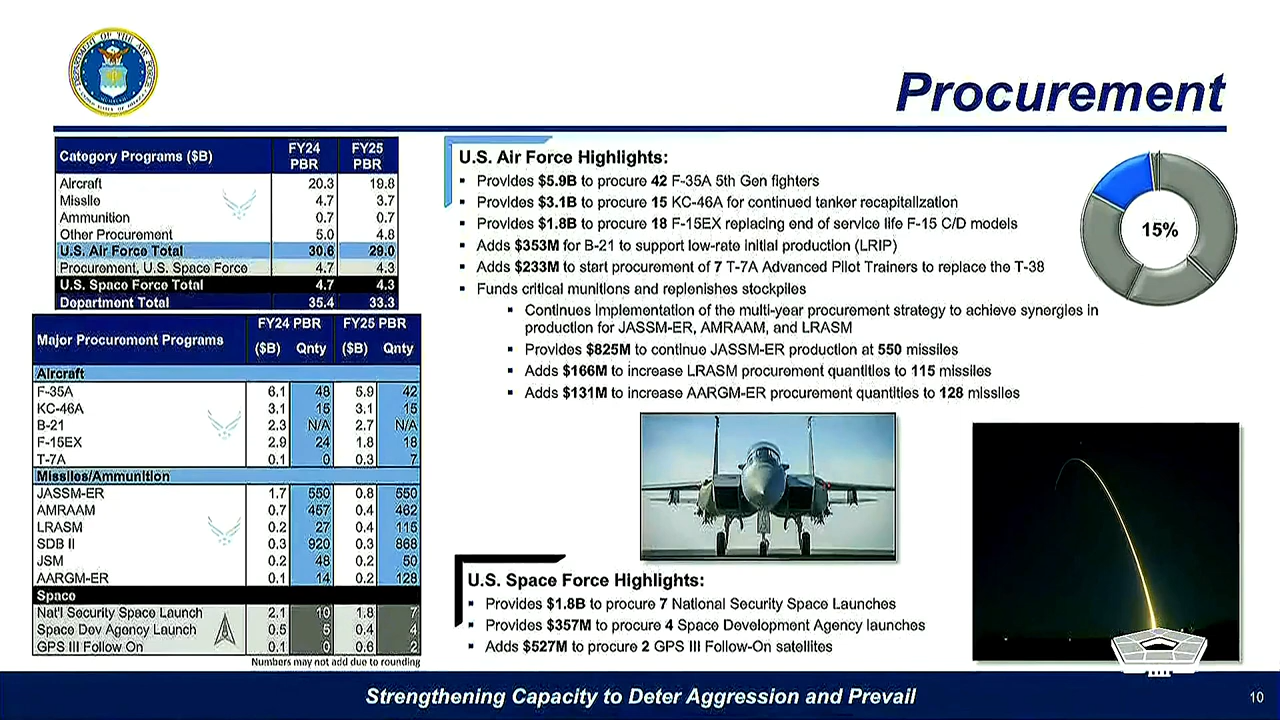 Procurement
Category Programs ($B) FY24 PBR FY25 PBR
Aircraft 20.3 19.8
Missile 4.7 3.7
Ammunition 0.7 0.7
Other Procurement 5.0 4.8
U.S. Air Force Total 30.6 29.0
Procurement, U.S. Space Force 4.7 4.3
U.S. Space Force Total 4.7 4.3
Department Total 35.4 33.3
Major Procurement Programs FY24 PBR FY25 PBR
($B) Qnty ($B) Qnty
Aircraft
F-35A 6.1 48 5.9 42
KC-46A 3.1 15 3.1 15
B-21 2.3 N/A 2.7 N/A
F-15EX 2.9 24 1.8 18
T-7A 0.1 0 0.3 7
Missiles/Ammunition
JASSM-ER 1.7 550 0.8 550
AMRAAM 0.7 457 0.4 462
LRASM 0.2 27 0.4 115
SDB II 0.3 920 0.3 868
JSM 0.2 48 0.2 50
AARGM-ER 0.1 14 0.2 128
Space
Nat'l Security Space Launch 2.1 10 1.8 7
Space Dev Agency Launch 0.5 5 0.4 4
GPS III Follow On 0.1 0 0.6 2
Numbers may not add due to rounding
U.S. Air Force Highlights:
▪ Provides $5.9B to procure 42 F-35A 5th Gen fighters
▪ Provides $3.1B to procure 15 KC-46A for continued tanker recapitalization
▪ Provides $1.8B to procure 18 F-15EX replacing end of service life F-15 C/D models
▪ Adds $353M for B-21 to support low-rate initial production (LRIP)
▪ Adds $233M to start procurement of 7 T-7A Advanced Pilot Trainers to replace the T-38
▪ Funds critical munitions and replenishes stockpiles
▪ Continues implementation of the multi-year procurement strategy to achieve synergies in
production for JASSM-ER, AMRAAM, and LRASM
▪ Provides $825M to continue JASSM-ER production at 550 missiles
▪ Adds $166M to increase LRASM procurement quantities to 115 missiles
▪ Adds $131M to increase AARGM-ER procurement quantities to 128 missiles
15%
U.S. Space Force Highlights:
▪ Provides $1.8B to procure 7 National Security Space Launches
▪ Provides $357M to procure 4 Space Development Agency launches
▪ Adds $527M to procure 2 GPS III Follow-On satellites
Strengthening Capacity to Deter Aggression and Prevail
10